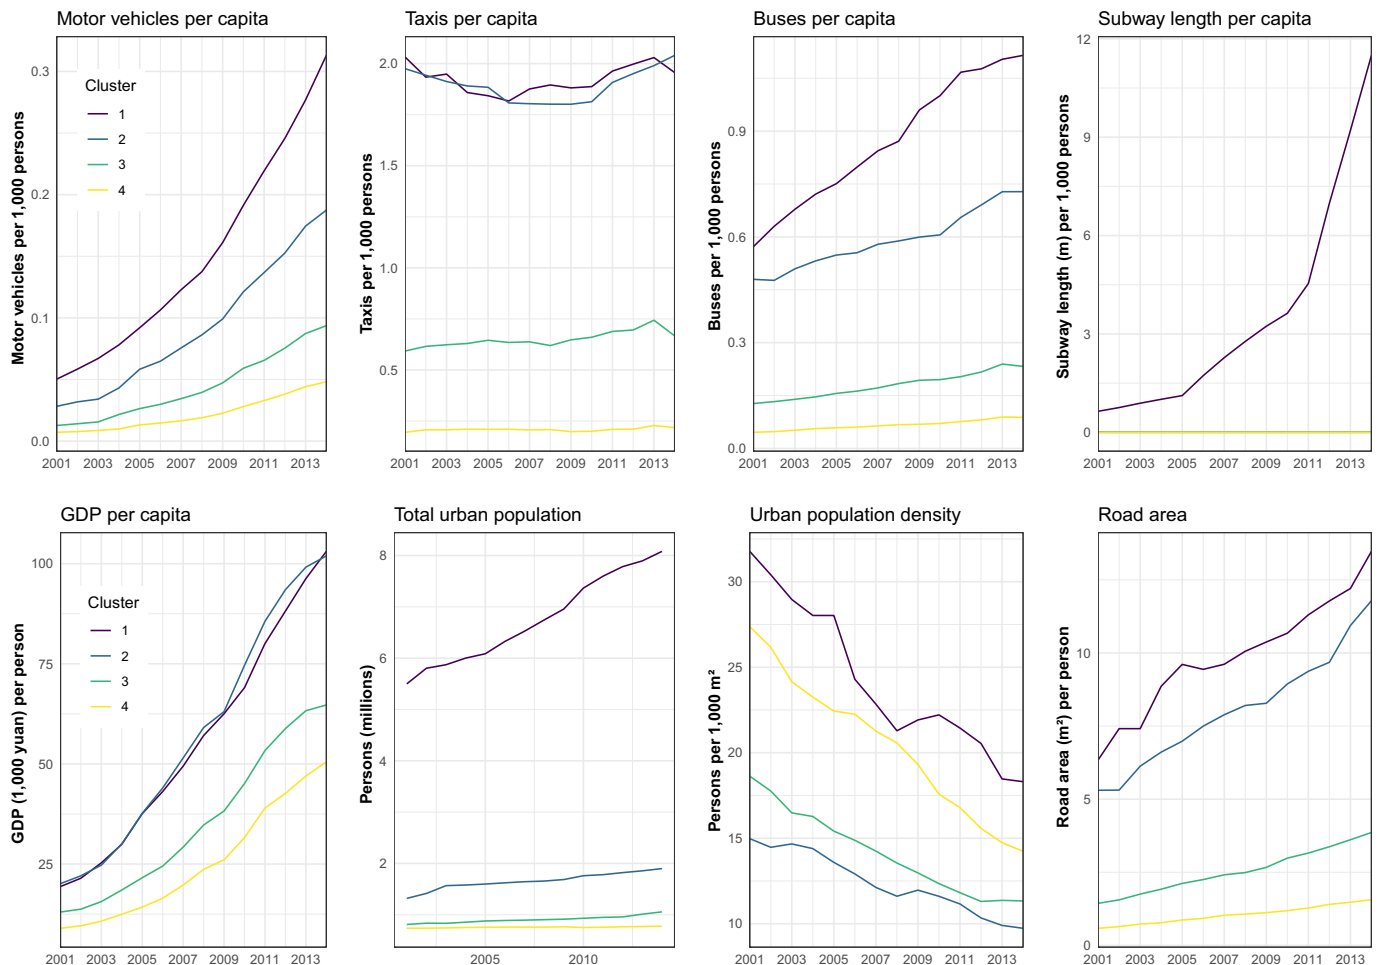 Motor vehicles per capita
Motor vehicles per 1,000 persons
0.3
0.2
0.1
0.0
Cluster
1
2
3
4
2001 2003 2005 2007 2009 2011 2013
Taxis per capita
Taxis per 1,000 persons
2.0
1.5
1.0
0.5
2001 2003 2005 2007 2009 2011 2013
Buses per capita
Buses per 1,000 persons
0.9
0.6
0.3
0.0
2001 2003 2005 2007 2009 2011 2013
Subway length per capita
Subway length (m) per 1,000 persons
12
9
6
3
0
2001 2003 2005 2007 2009 2011 2013
GDP per capita
GDP (1,000 yuan) per person
100
75
50
25
Cluster
1
2
3
4
2001 2003 2005 2007 2009 2011 2013
Total urban population
Persons (millions)
8
6
4
2
2005 2010
Urban population density
Persons per 1,000 m²
30
25
20
15
10
2001 2003 2005 2007 2009 2011 2013
Road area
Road area (m²) per person
10
5
0
2001 2003 2005 2007 2009 2011 2013